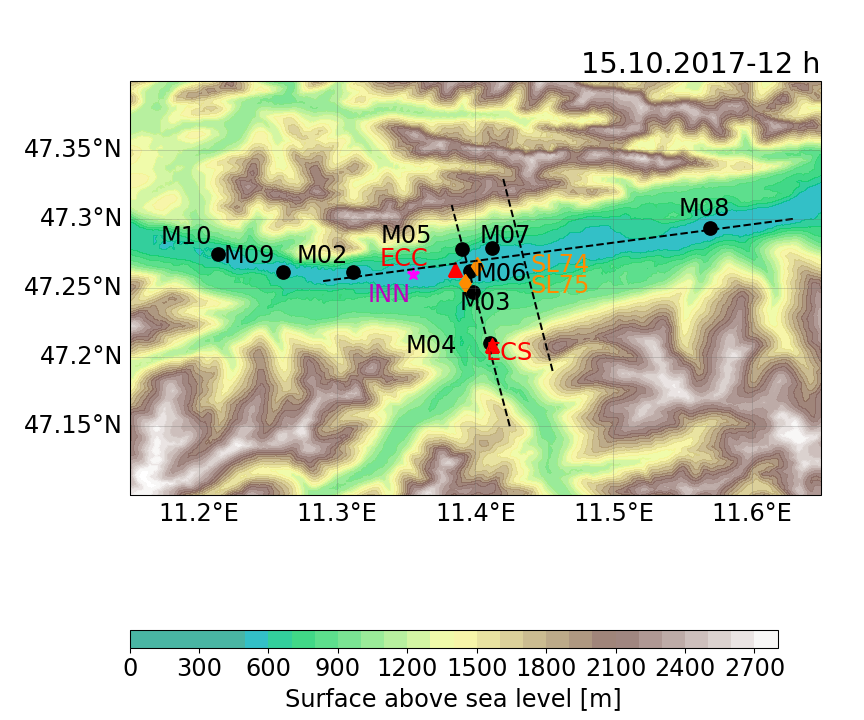 15.10.2017-12 h
47.35°N
47.3°N
47.25°N
47.2°N
47.15°N
M08
M10
M05
M07
M09
M02
ECC
SL74
M06
SL75
INN
M03
M04
ECS
11.2°E 11.3°E 11.4°E 11.5°E 11.6°E
0 300 600 900 1200 1500 1800 2100 2400 2700
Surface above sea level [m]